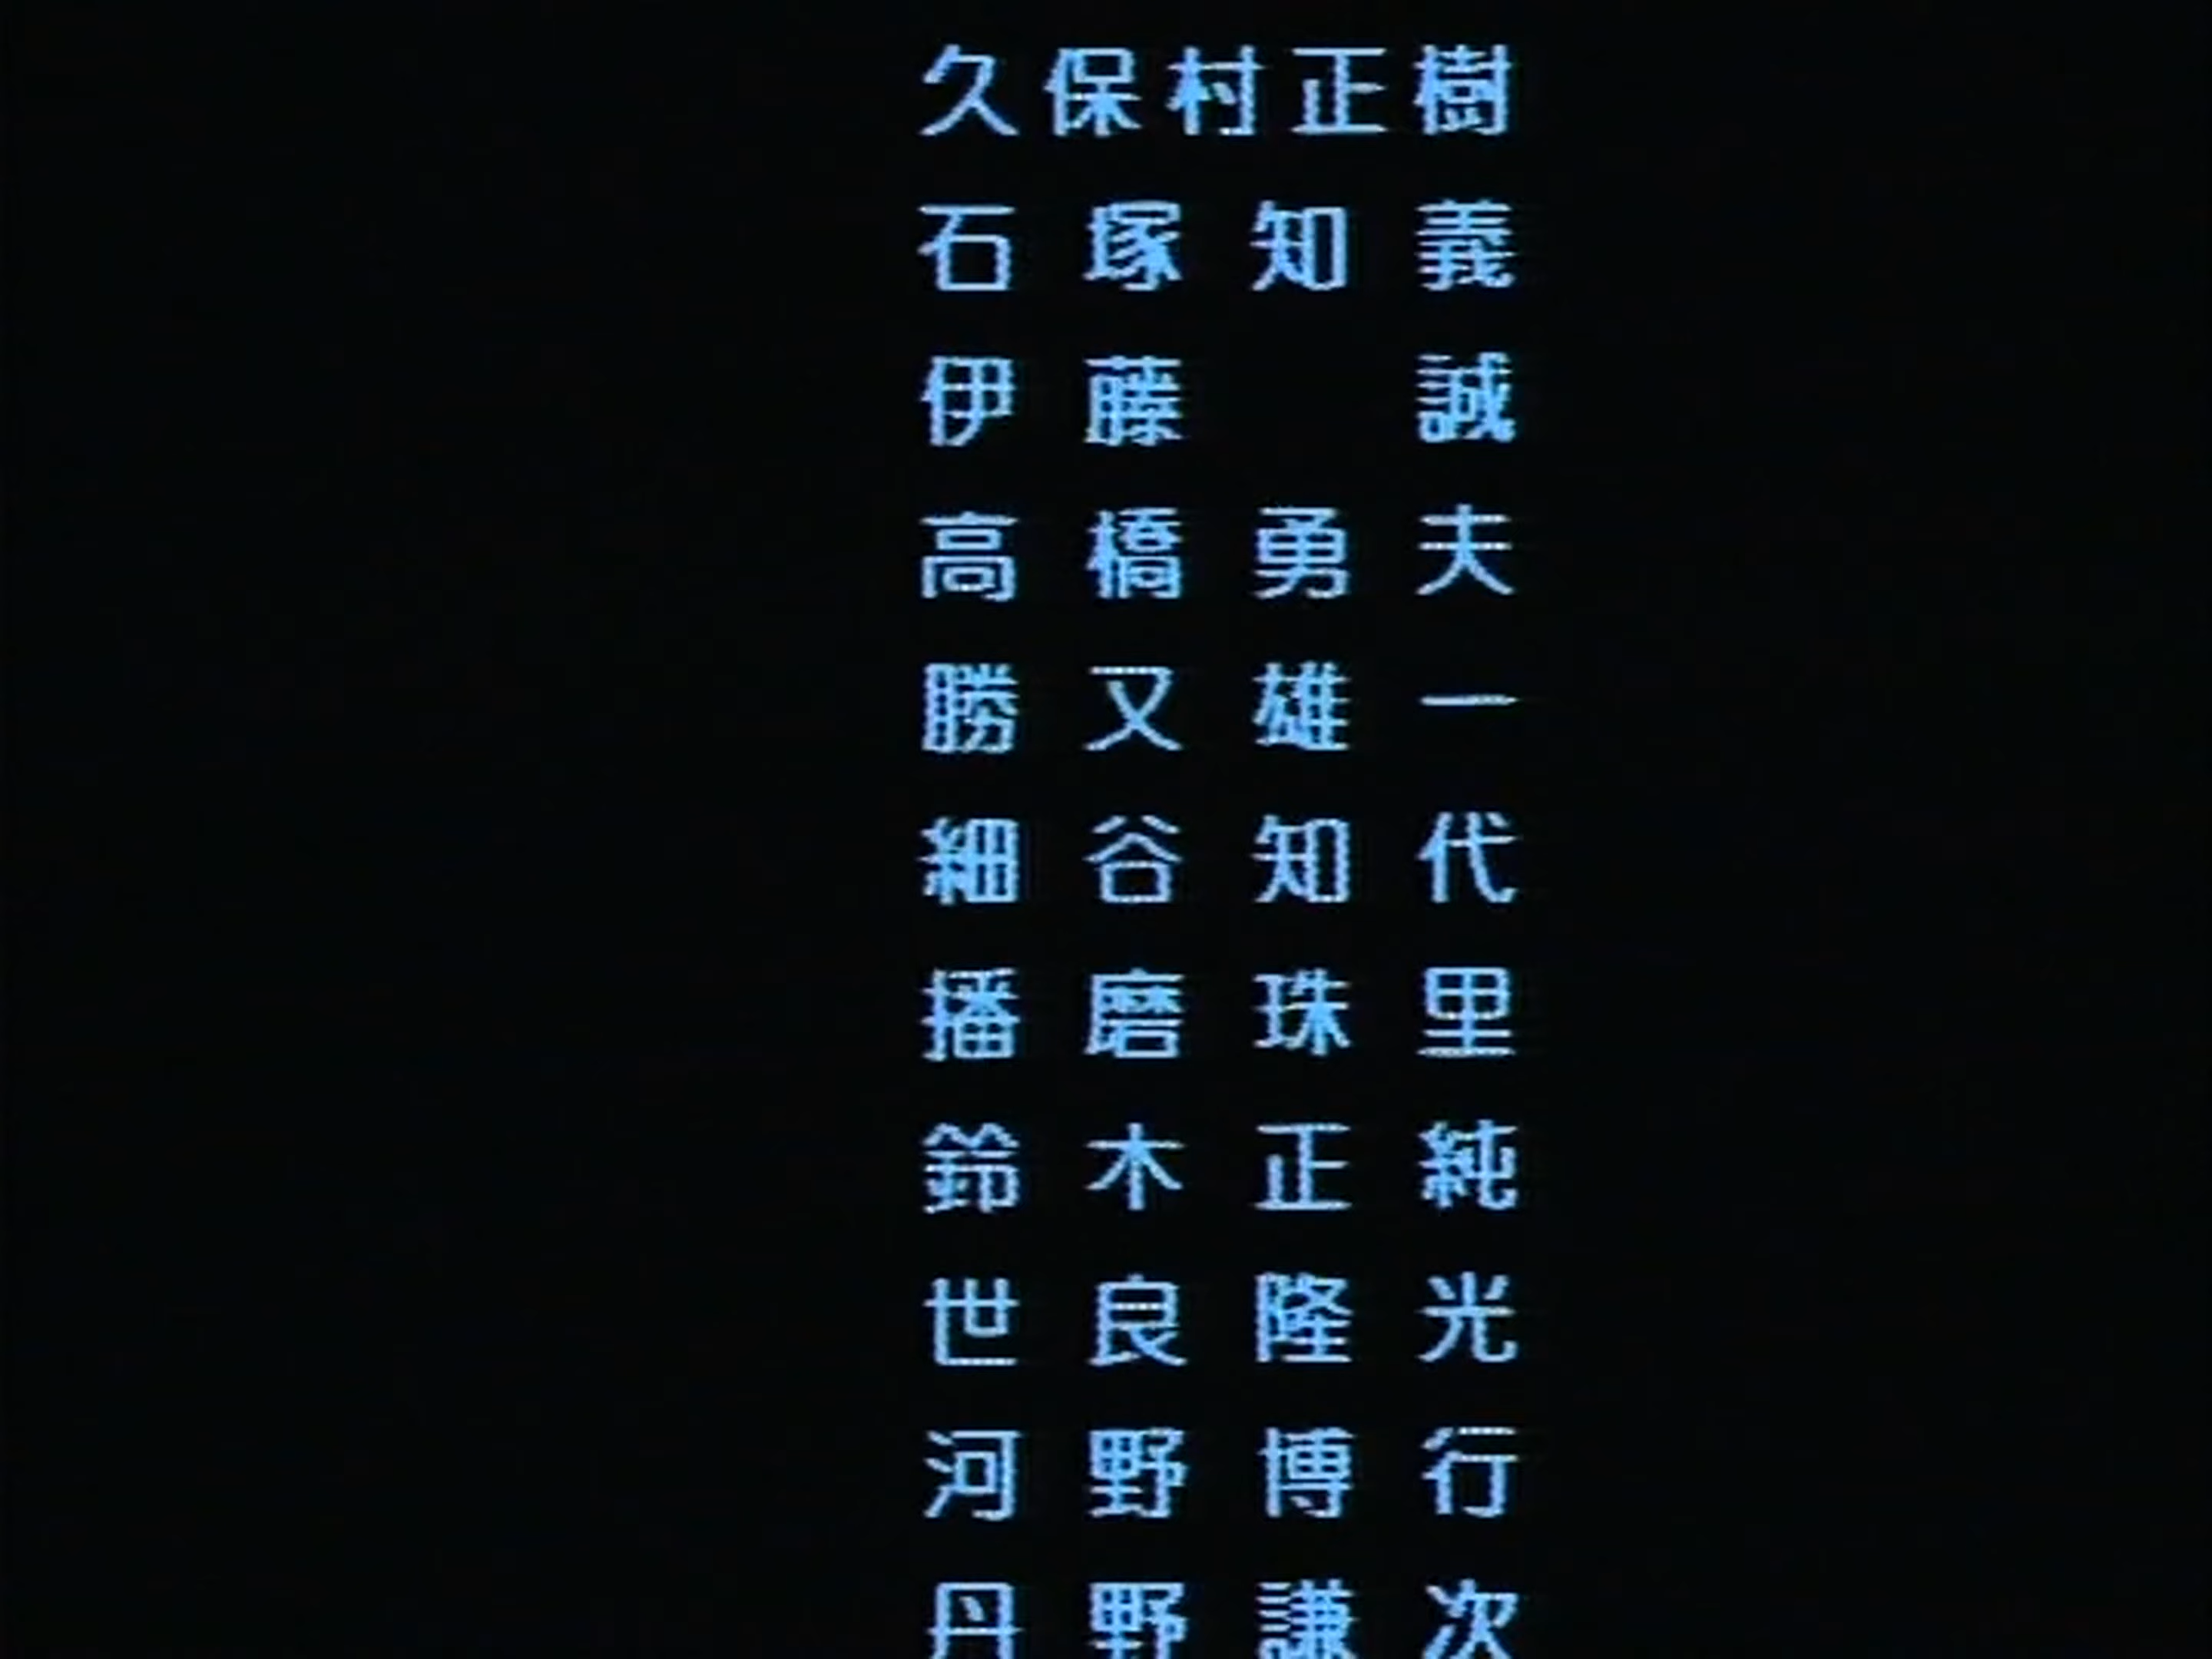 久保村正樹
石塚知義
伊藤　誠
高橋勇夫
勝又雄一
細谷知代
播磨珠里
鈴木正純
世良隆光
河野博行
丹野謙次